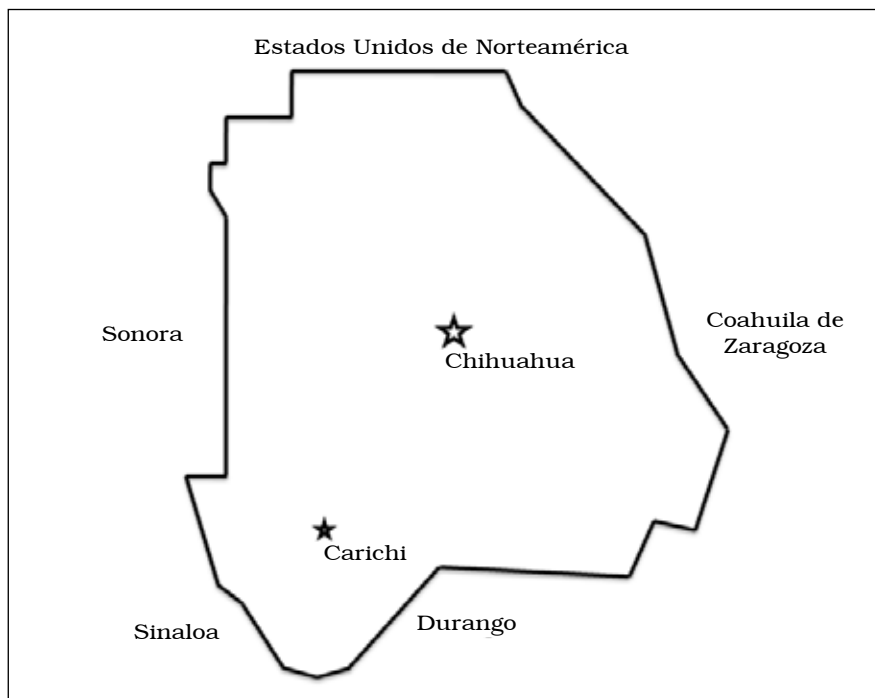 Estados Unidos de Norteamérica
Sonora
Coahuila de
Zaragoza
Chihuahua
Carichi
Sinaloa
Durango